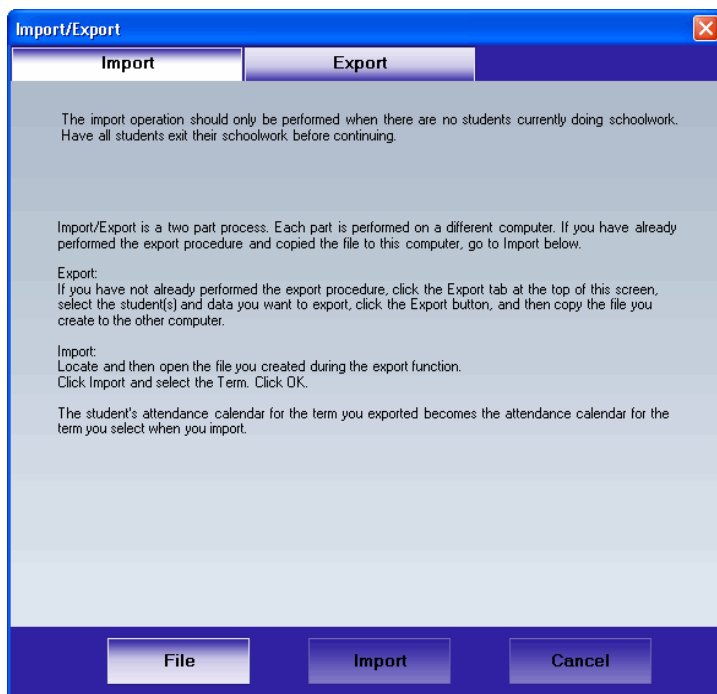 Import/Export
Import Export
The import operation should only be performed when there are no students currently doing schoolwork.
Have all students exit their schoolwork before continuing.
Import/Export is a two part process. Each part is performed on a different computer. If you have already
performed the export procedure and copied the file to this computer, go to Import below.
Export:
If you have not already performed the export procedure, click the Export tab at the top of this screen,
select the student(s) and data you want to export, click the Export button, and then copy the file you
create to the other computer.
Import:
Locate and then open the file you created during the export function.
Click Import and select the Term. Click OK.
The student's attendance calendar for the term you exported becomes the attendance calendar for the
term you select when you import.
File Import Cancel